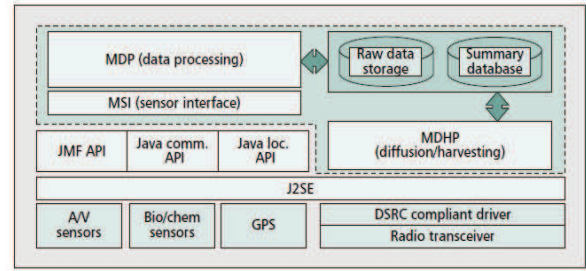 MDP (data processing)
Raw data
storage
Summary
database
MSI (sensor interface)
MDHP
(diffusion/harvesting)
JMF API
Java comm.
API
Java loc.
API
J2SE
A/V
sensors
Bio/chem
sensors
GPS
DSRC compliant driver
Radio transceiver